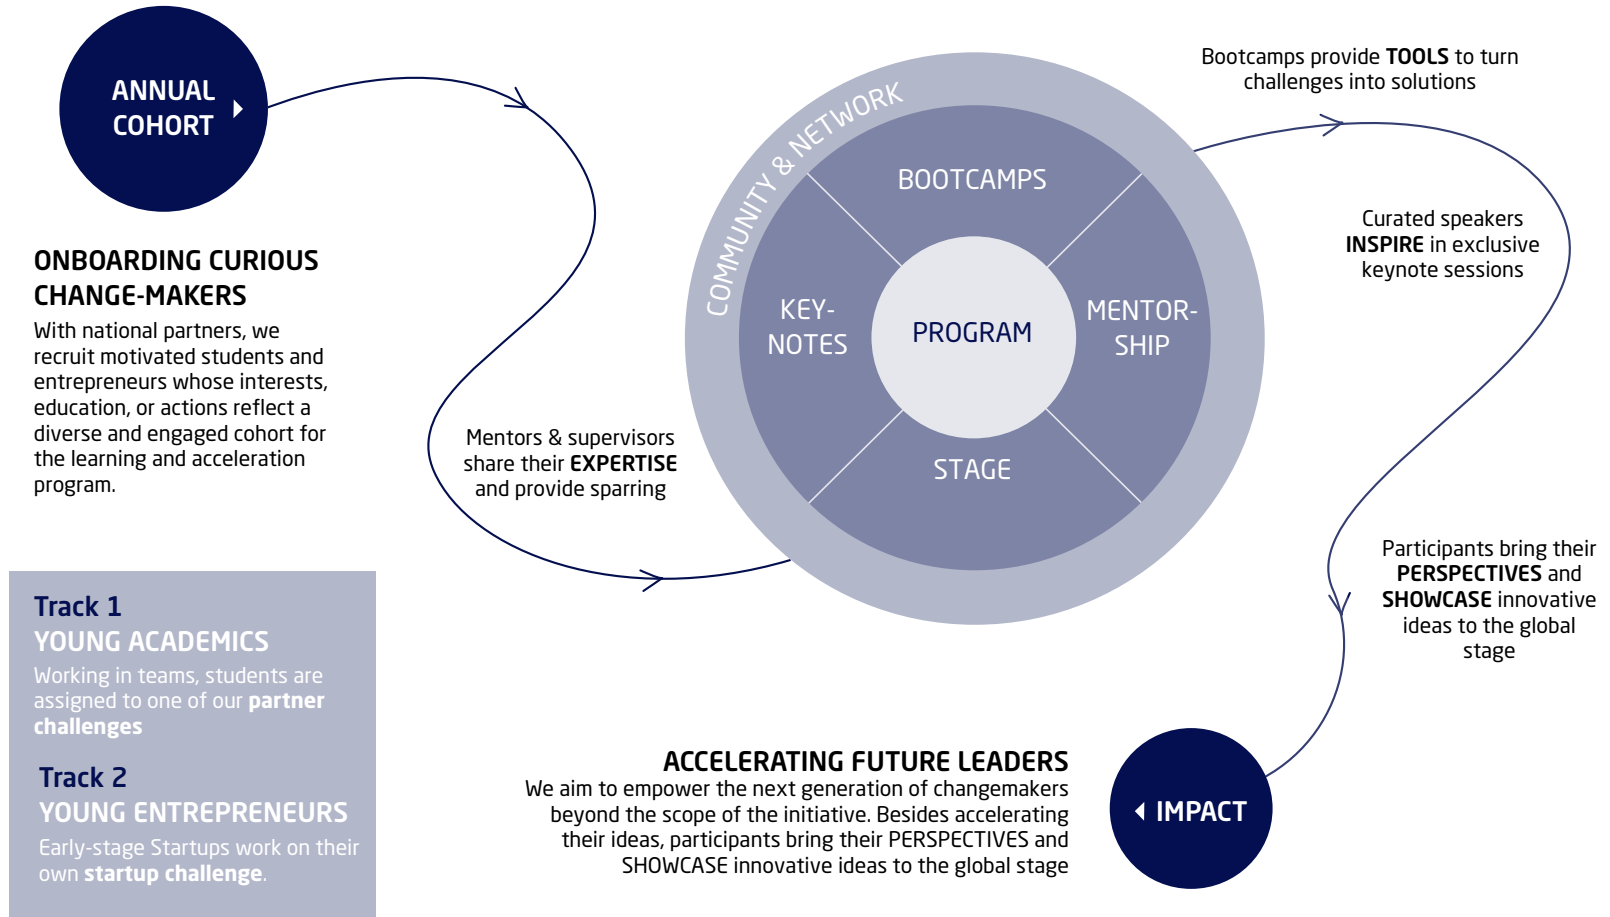 ANNUAL
COHORT
ONBOARDING CURIOUS
CHANGE-MAKERS
With national partners, we
recruit motivated students and
entrepreneurs whose interests,
education, or actions reflect a
diverse and engaged cohort for
the learning and acceleration
program.
Track 1
YOUNG ACADEMICS
Working in teams, students are
assigned to one of our partner
challenges
Track 2
YOUNG ENTREPRENEURS
Early-stage Startups work on their
own startup challenge.
Mentors & supervisors
share their EXPERTISE
and provide sparring
COMMUNITY & NETWORK
BOOTCAMPS
KEY-
NOTES
PROGRAM
MENTOR-
SHIP
STAGE
Bootcamps provide TOOLS to turn
challenges into solutions
Curated speakers
INSPIRE in exclusive
keynote sessions
Participants bring their
PERSPECTIVES and
SHOWCASE innovative
ideas to the global
stage
ACCELERATING FUTURE LEADERS
We aim to empower the next generation of changemakers
beyond the scope of the initiative. Besides accelerating
their ideas, participants bring their PERSPECTIVES and
SHOWCASE innovative ideas to the global stage
IMPACT